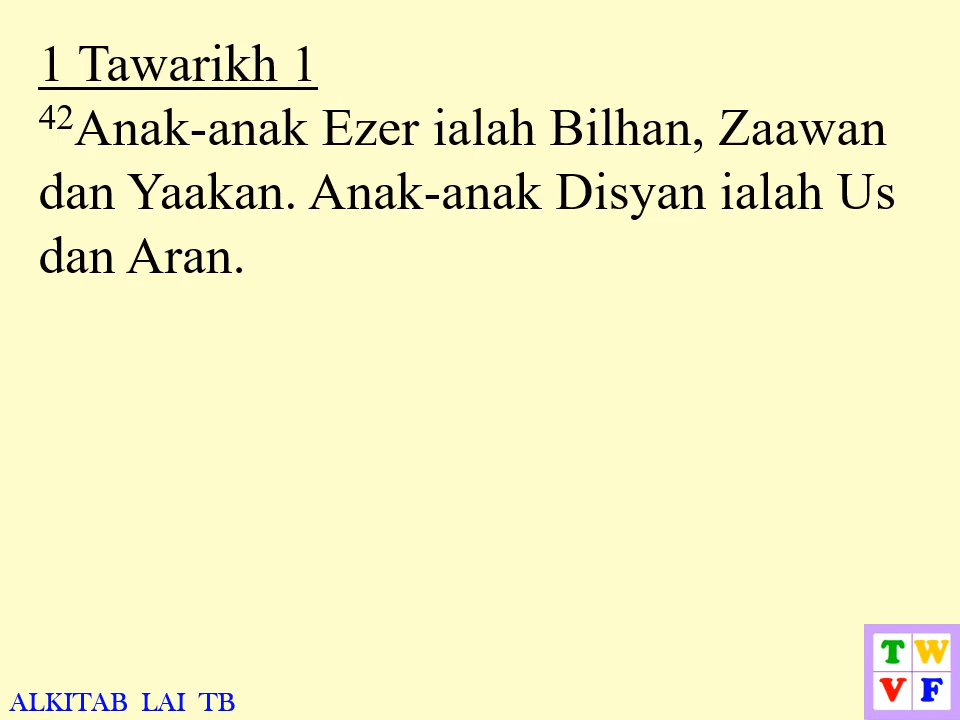 1 Tawarikh 1
42Anak-anak Ezer ialah Bilhan, Zaawan
dan Yaakan. Anak-anak Disyan ialah Us
dan Aran.
ALKITAB LAI TB
T W
V F